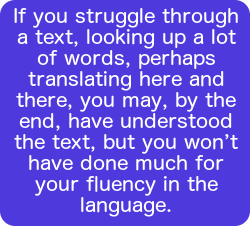 If you struggle through
a text, looking up a lot
of words, perhaps
translating here and
there, you may, by the
end, have understood
the text, but you won't
have done much for
your fluency in the
language.